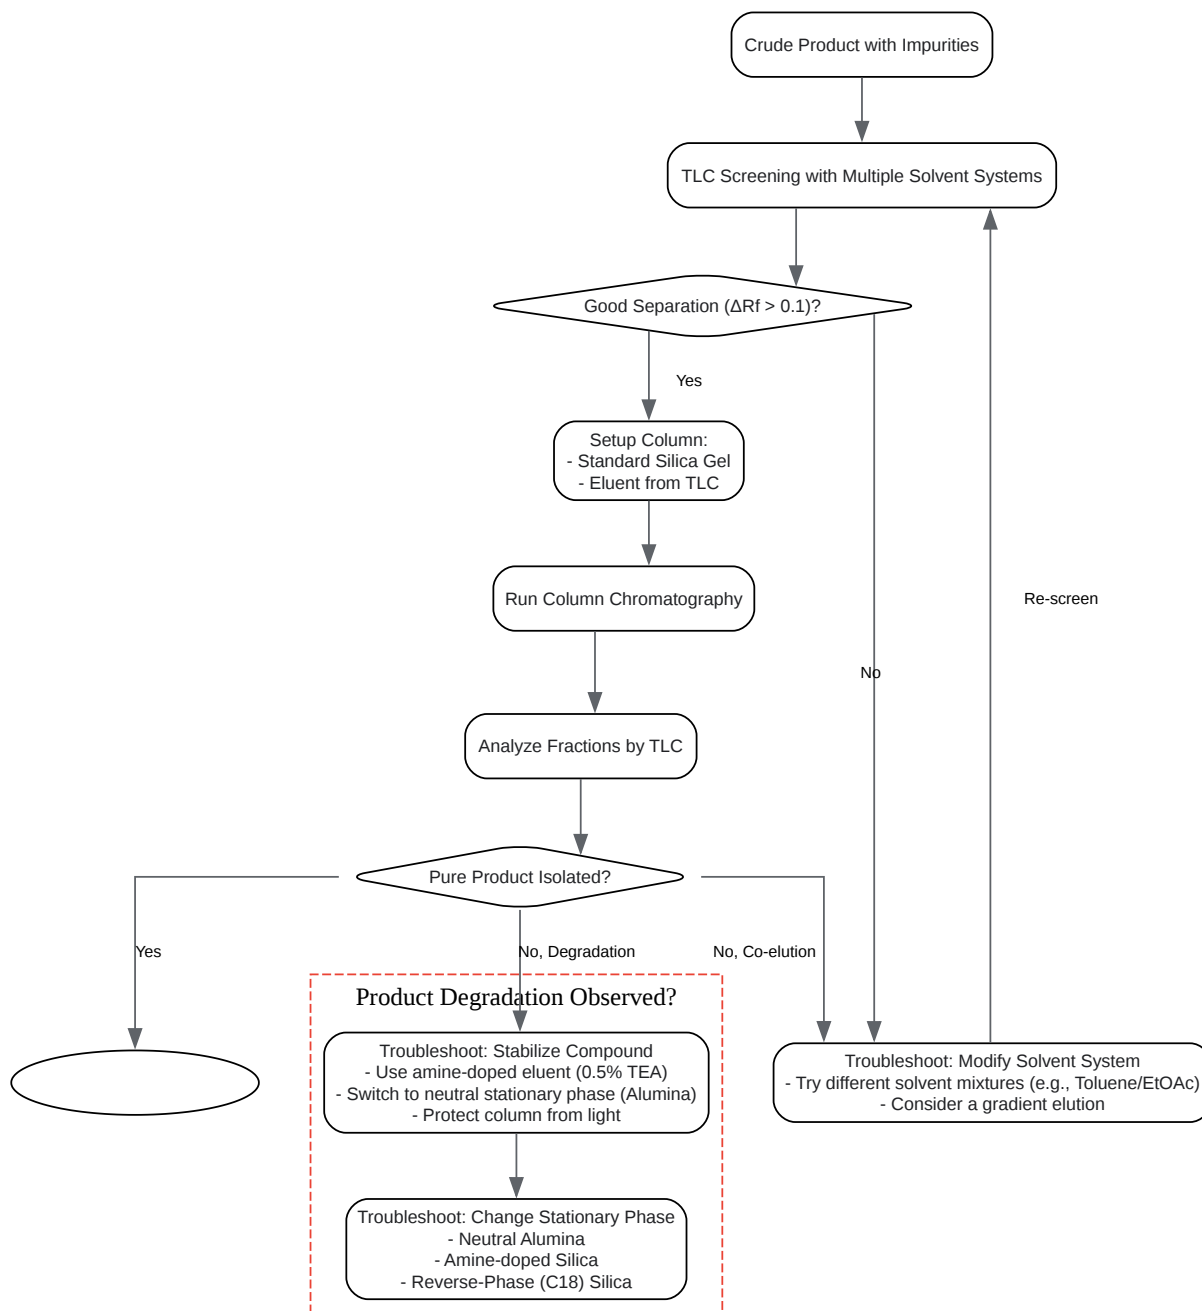 Crude Product with Impurities
TLC Screening with Multiple Solvent Systems
Good Separation (ΔRf > 0.1)?
Yes
Setup Column:
- Standard Silica Gel
- Eluent from TLC
Run Column Chromatography
Re-screen
No
Analyze Fractions by TLC
Pure Product Isolated?
Yes
No, Degradation
No, Co-elution
Product Degradation Observed?
Troubleshoot: Stabilize Compound
- Use amine-doped eluent (0.5% TEA)
- Switch to neutral stationary phase (Alumina)
- Protect column from light
Troubleshoot: Modify Solvent System
- Try different solvent mixtures (e.g., Toluene/EtOAc)
- Consider a gradient elution
Troubleshoot: Change Stationary Phase
- Neutral Alumina
- Amine-doped Silica
- Reverse-Phase (C18) Silica